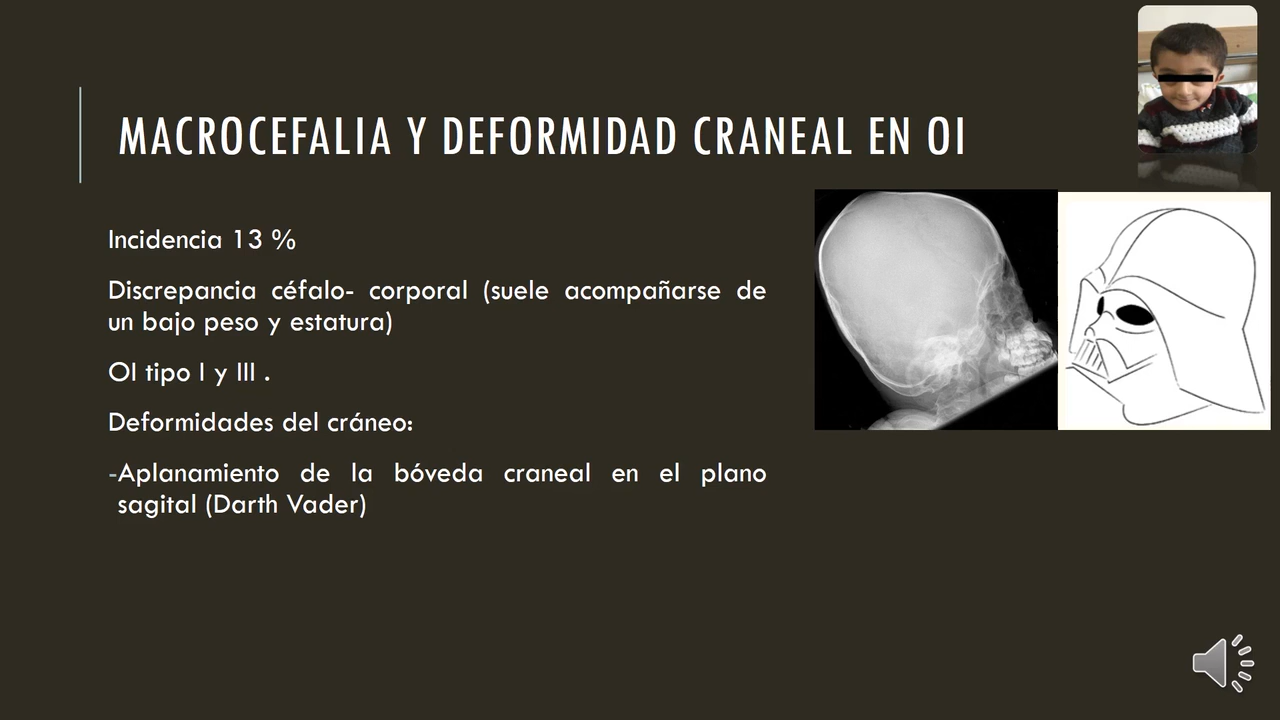 MACROCEFALIA Y DEFORMIDAD CRANEAL EN OI
Incidencia 13 %
Discrepancia céfalo- corporal (suele acompañarse de
un bajo peso y estatura)
OI tipo I y III .
Deformidades del cráneo:
-Aplanamiento de la bóveda craneal en el plano
sagital (Darth Vader)